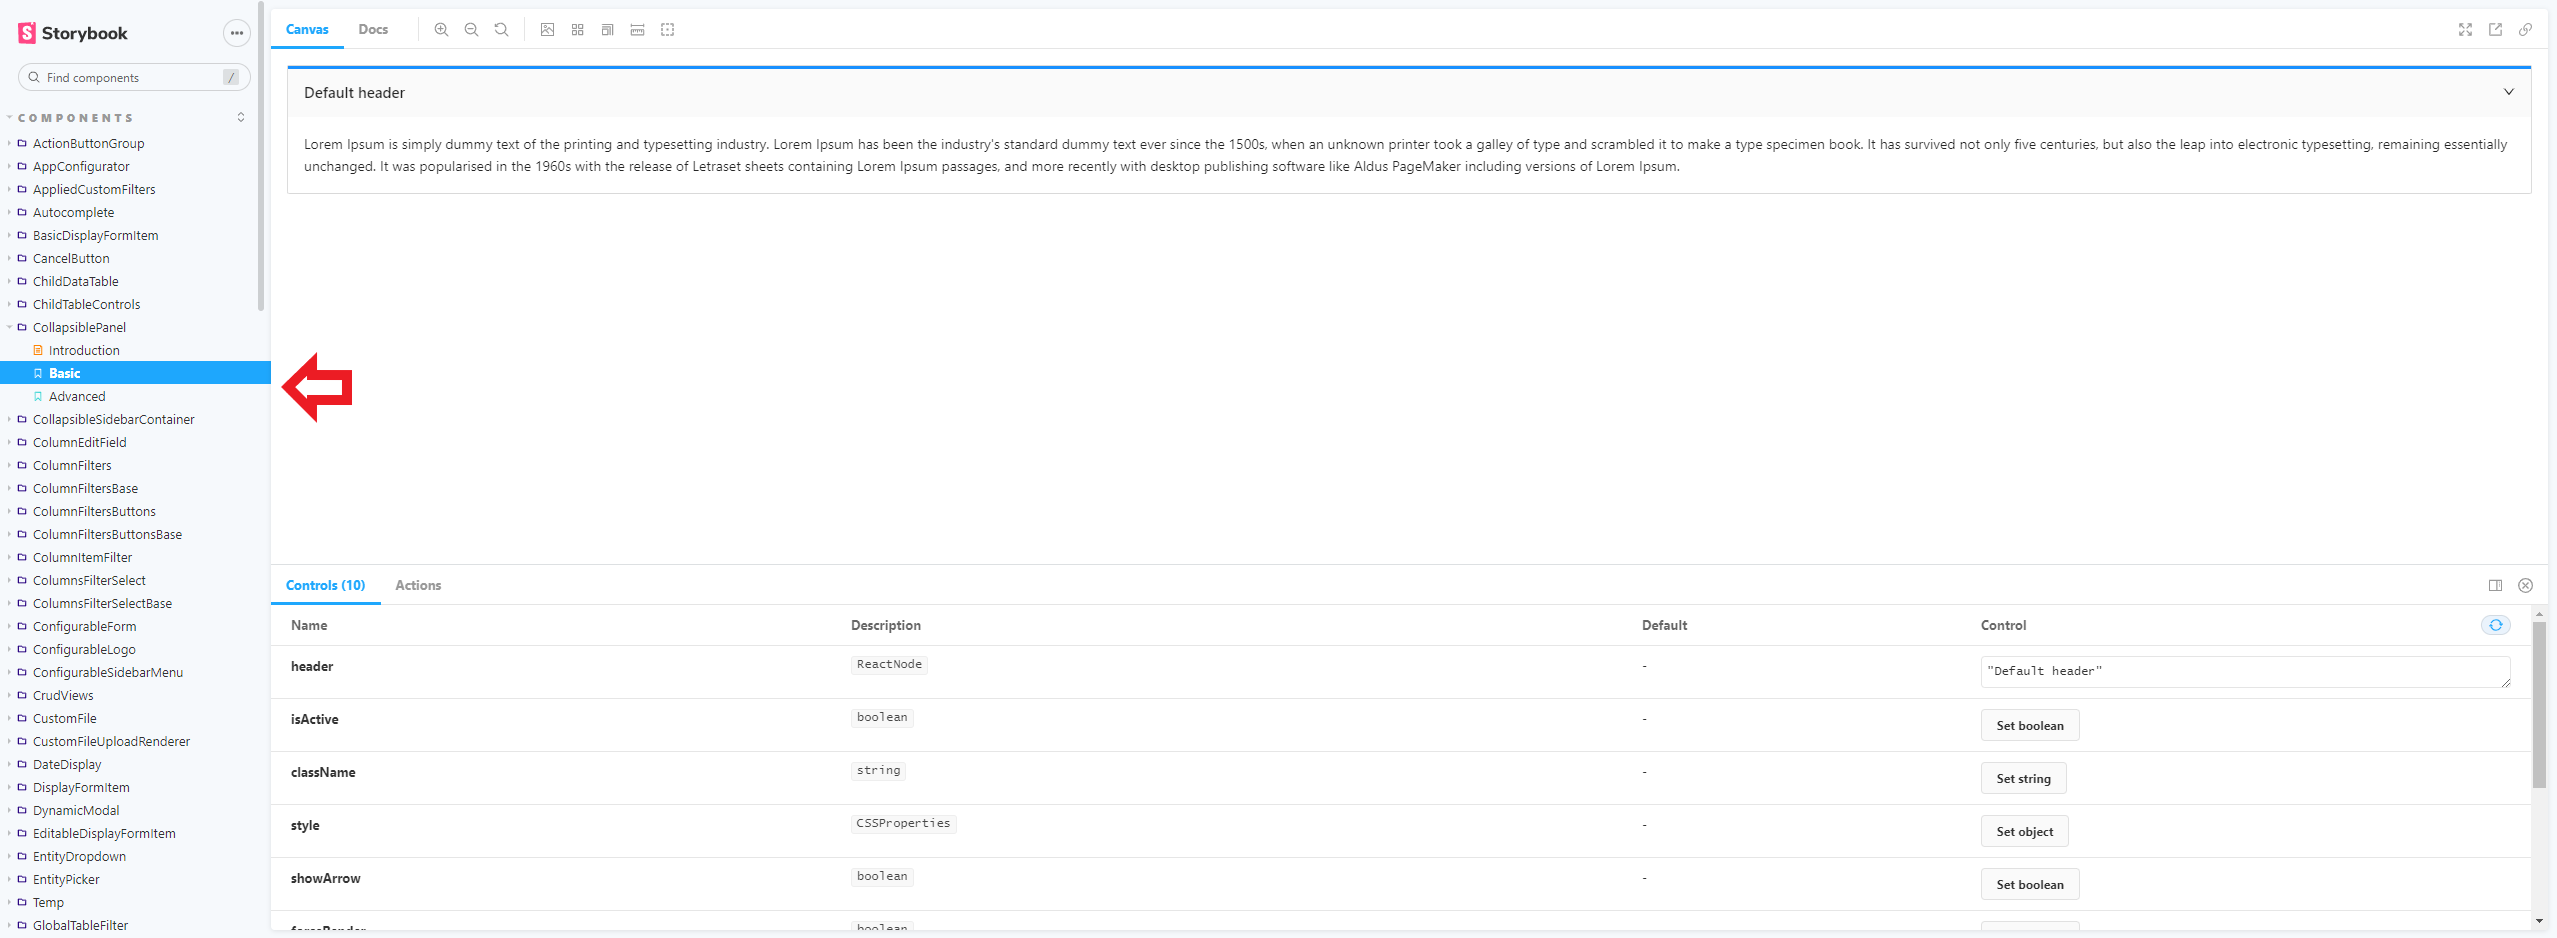 Storybook
Find components
/
COMPONENTS
ActionButtonGroup
AppConfigurator
AppliedCustomFilters
Autocomplete
BasicDisplayFormItem
CancelButton
ChildDataTable
ChildTableControls
CollapsiblePanel
Introduction
Basic
Advanced
CollapsibleSidebarContainer
ColumnEditField
ColumnFilters
ColumnFiltersBase
ColumnFiltersButtons
ColumnFiltersButtonsBase
ColumnItemFilter
ColumnsFilterSelect
ColumnsFilterSelectBase
ConfigurableForm
ConfigurableLogo
ConfigurableSidebarMenu
CrudViews
CustomFile
CustomFileUploadRenderer
DateDisplay
DisplayFormItem
DynamicModal
EditableDisplayFormItem
EntityDropdown
EntityPicker
Temp
GlobalTableFilter
Canvas Docs
Default header
Lorem Ipsum is simply dummy text of the printing and typesetting industry. Lorem Ipsum has been the industry's standard dummy text ever since the 1500s, when an unknown printer took a galley of type and scrambled it to make a type specimen book. It has survived not only five centuries, but also the leap into electronic typesetting, remaining essentially
unchanged. It was popularised in the 1960s with the release of Letraset sheets containing Lorem Ipsum passages, and more recently with desktop publishing software like Aldus PageMaker including versions of Lorem Ipsum.
Controls (10) Actions
Name Description Default Control
header ReactNode - "Default header"
isActive boolean - Set boolean
className string - Set string
style CSSProperties - Set object
showArrow boolean - Set boolean
forceRender boolean